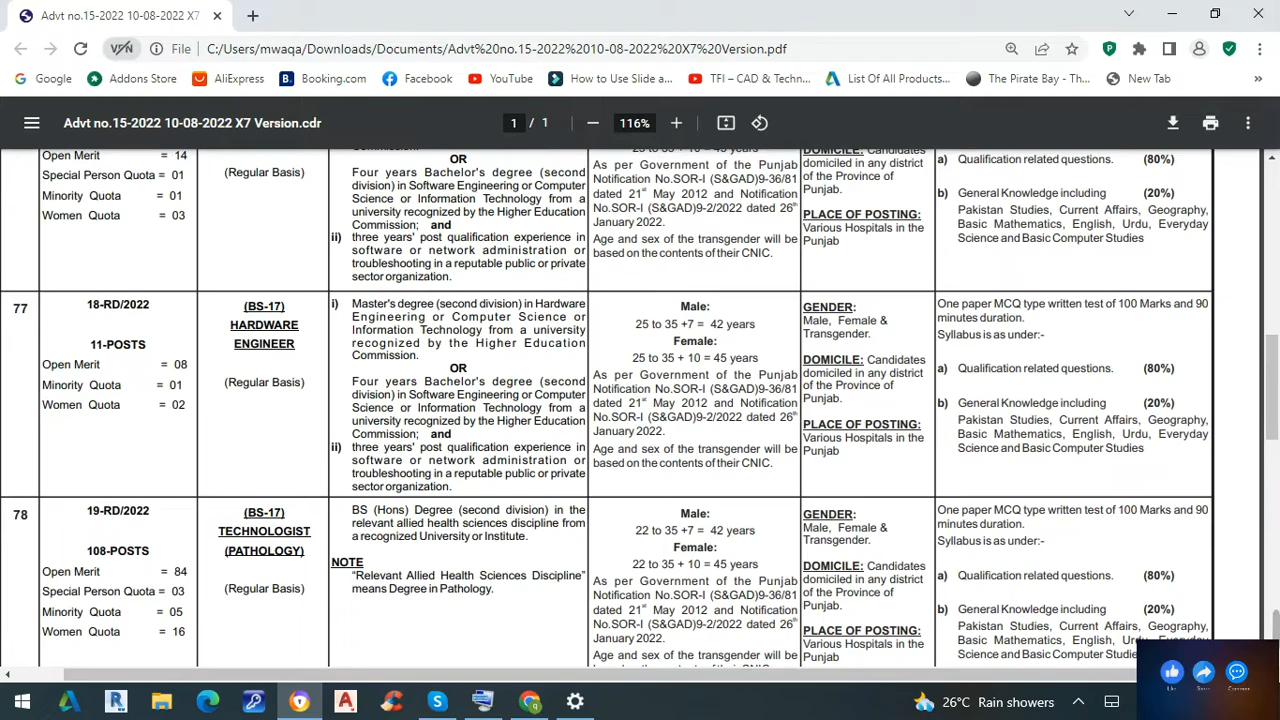 Advt no.15-2022 10-08-2022 X7
File C:/Users/mwaqa/Downloads/Documents/Advt%20no.15-2022%2010-08-2022%20X7%20Version.pdf
Google Addons Store AliExpress Booking.com Facebook YouTube How to Use Slide a... TFI – CAD & Techn... List Of All Products... The Pirate Bay - Th... New Tab
Advt no.15-2022 10-08-2022 X7 Version.cdr 1 / 1 116%
Open Merit = 14
Special Person Quota = 01
Minority Quota = 01
Women Quota = 03
(Regular Basis)
Commission.
OR
Four years Bachelor's degree (second
division) in Software Engineering or Computer
Science or Information Technology from a
university recognized by the Higher Education
Commission; and
ii) three years' post qualification experience in
software or network administration or
troubleshooting in a reputable public or private
sector organization.
25 to 35 + 10 = 45 years
As per Government of the Punjab
Notification No.SOR-I (S&GAD)9-36/81
dated 21st May 2012 and Notification
No.SOR-I (S&GAD)9-2/2022 dated 26th
January 2022.
Age and sex of the transgender will be
based on the contents of their CNIC.
DOMICILE: Candidates
domiciled in any district
of the Province of
Punjab.
PLACE OF POSTING:
Various Hospitals in the
Punjab
a) Qualification related questions. (80%)
b) General Knowledge including (20%)
Pakistan Studies, Current Affairs, Geography,
Basic Mathematics, English, Urdu, Everyday
Science and Basic Computer Studies
77
18-RD/2022
11-POSTS
Open Merit = 08
Minority Quota = 01
Women Quota = 02
(BS-17)
HARDWARE
ENGINEER
(Regular Basis)
i) Master's degree (second division) in Hardware
Engineering or Computer Science or
Information Technology from a university
recognized by the Higher Education
Commission.
OR
Four years Bachelor's degree (second
division) in Software Engineering or Computer
Science or Information Technology from a
university recognized by the Higher Education
Commission; and
ii) three years' post qualification experience in
software or network administration or
troubleshooting in a reputable public or private
sector organization.
Male:
25 to 35 +7 = 42 years
Female:
25 to 35 + 10 = 45 years
As per Government of the Punjab
Notification No.SOR-I (S&GAD)9-36/81
dated 21st May 2012 and Notification
No.SOR-I (S&GAD)9-2/2022 dated 26th
January 2022.
Age and sex of the transgender will be
based on the contents of their CNIC.
GENDER:
Male, Female &
Transgender.
DOMICILE: Candidates
domiciled in any district
of the Province of
Punjab.
PLACE OF POSTING:
Various Hospitals in the
Punjab
One paper MCQ type written test of 100 Marks and 90
minutes duration.
Syllabus is as under:-
a) Qualification related questions. (80%)
b) General Knowledge including (20%)
Pakistan Studies, Current Affairs, Geography,
Basic Mathematics, English, Urdu, Everyday
Science and Basic Computer Studies
78
19-RD/2022
108-POSTS
Open Merit = 84
Special Person Quota = 03
Minority Quota = 05
Women Quota = 16
(BS-17)
TECHNOLOGIST
(PATHOLOGY)
(Regular Basis)
BS (Hons) Degree (second division) in the
relevant allied health sciences discipline from
a recognized University or Institute.
NOTE
“Relevant Allied Health Sciences Discipline”
means Degree in Pathology.
Male:
22 to 35 +7 = 42 years
Female:
22 to 35 + 10 = 45 years
As per Government of the Punjab
Notification No.SOR-I (S&GAD)9-36/81
dated 21st May 2012 and Notification
No.SOR-I (S&GAD)9-2/2022 dated 26th
January 2022.
Age and sex of the transgender will be
GENDER:
Male, Female &
Transgender.
DOMICILE: Candidates
domiciled in any district
of the Province of
Punjab.
PLACE OF POSTING:
Various Hospitals in the
Punjab
One paper MCQ type written test of 100 Marks and 90
minutes duration.
Syllabus is as under:-
a) Qualification related questions. (80%)
b) General Knowledge including (20%)
Pakistan Studies, Current Affairs, Geography,
Basic Mathematics, English, Urdu, Everyday
Science and Basic Computer Studies
26°C Rain showers